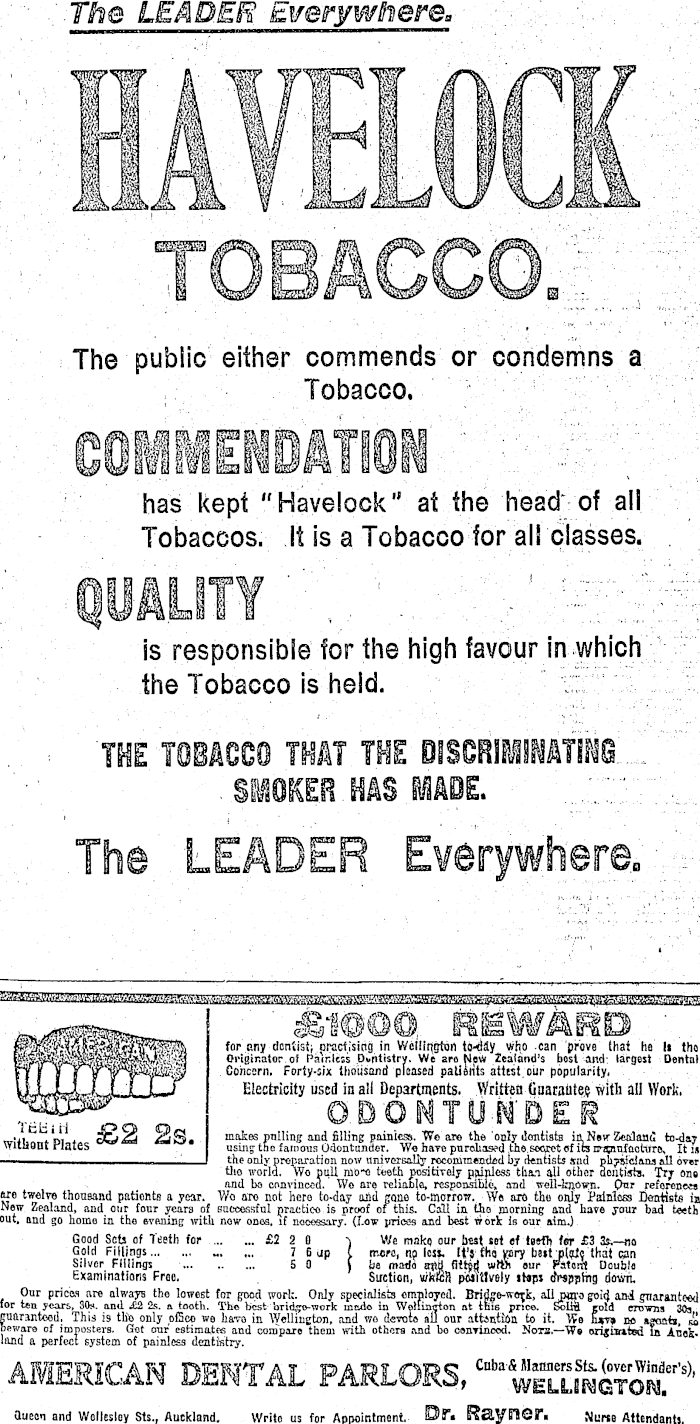 The LEADER Everywhere.
HAVELOCK
TOBACCO.
The public either commends or condemns a
Tobacco.
COMMENDATION
has kept "Havelock" at the head of all
Tobaccos. It is a Tobacco for all classes.
QUALITY
is responsible for the high favour in which
the Tobacco is held.
THE TOBACCO THAT THE DISCRIMINATING
SMOKER HAS MADE.
The LEADER Everywhere.
AMERICAN
TEETH
without Plates £2 2s.
£1000 REWARD
for any dentist, practising in Wellington to-day who can prove that he is the
Originator of Painless Dentistry. We are New Zealand's best and largest Dental
Concern. Forty-six thousand pleased patients attest our popularity.
Electricity used in all Departments. Written Guarantee with all Work.
ODONTUNDER
makes pulling and filling painless. We are the only dentists in New Zealand to-day
using the famous Odontunder. We have purchased the secret of its manufacture. It is
the only preparation now universally recommended by dentists and physicians all over
the world. We pull more teeth positively painless than all other dentists. Try one
and be convinced. We are reliable, responsible, and well-known. Our references
are twelve thousand patients a year. We are not here to-day and gone to-morrow. We are the only Painless Dentists in
New Zealand, and our four years of successful practice is proof of this. Call in the morning and have your bad teeth
out, and go home in the evening with new ones, if necessary. (Low prices and best work is our aim.)
Good Sets of Teeth for ... ... £2 2 0
Gold Fillings ... ... ... ... 7 6 up
Silver Fillings ... ... ... 5 0
Examinations Free.
We make our best set of teeth for £3 3s.—no
more, no less. It's the very best plate that can
be made and fitted with our Patent Double
Suction, which positively stops dropping down.
Our prices are always the lowest for good work. Only specialists employed. Bridge-work, all pure gold and guaranteed
for ten years, 30s. and £2 2s. a tooth. The best bridge-work made in Wellington at this price. Solid gold crowns 30s.,
guaranteed. This is the only office we have in Wellington, and we devote all our attention to it. We have no agents, so
beware of imposters. Get our estimates and compare them with others and be convinced. NOTE.—We originated in Auck-
land a perfect system of painless dentistry.
AMERICAN DENTAL PARLORS,
Cuba & Manners Sts. (over Winder's),
WELLINGTON.
Queen and Wellesley Sts., Auckland. Write us for Appointment. Dr. Rayner. Nurse Attendants.